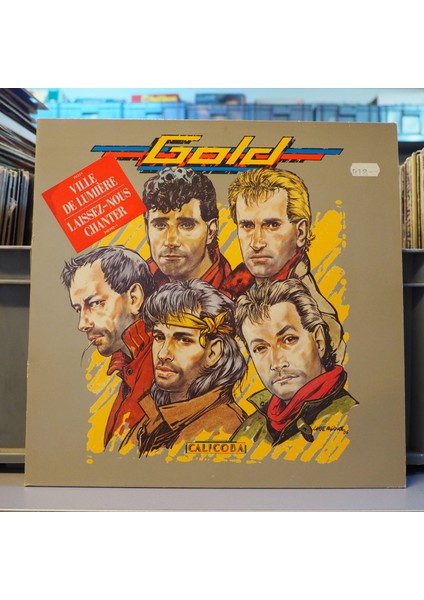 Gold
VILLE
DE LUMIÈRE
LAISSEZ-NOUS
CHANTER
CALICOBA